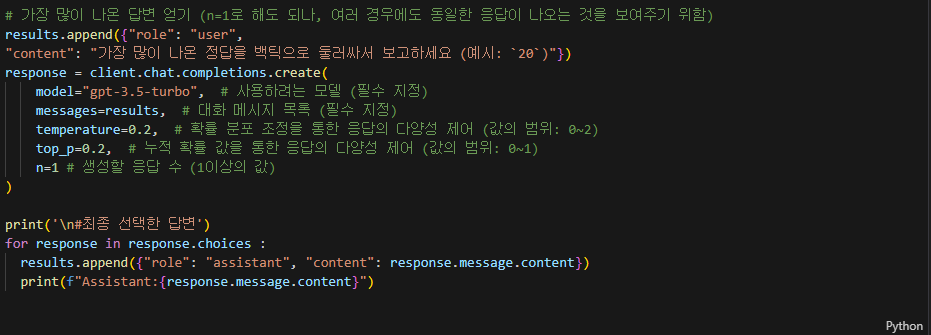 # 가장 많이 나온 답변 얻기 (n=1로 해도 되나, 여러 경우에도 동일한 응답이 나오는 것을 보여주기 위함)
results.append({"role": "user",
"content": "가장 많이 나온 정답을 백틱으로 둘러싸서 보고하세요 (예시: `20`)"})
response = client.chat.completions.create(
    model="gpt-3.5-turbo",  # 사용하려는 모델 (필수 지정)
    messages=results,  # 대화 메시지 목록 (필수 지정)
    temperature=0.2,  # 확률 분포 조정을 통한 응답의 다양성 제어 (값의 범위: 0~2)
    top_p=0.2,  # 누적 확률 값을 통한 응답의 다양성 제어 (값의 범위: 0~1)
    n=1 # 생성할 응답 수 (1이상의 값)
)
print('\n#최종 선택한 답변')
for response in response.choices :
  results.append({"role": "assistant", "content": response.message.content})
  print(f"Assistant:{response.message.content}")
Python